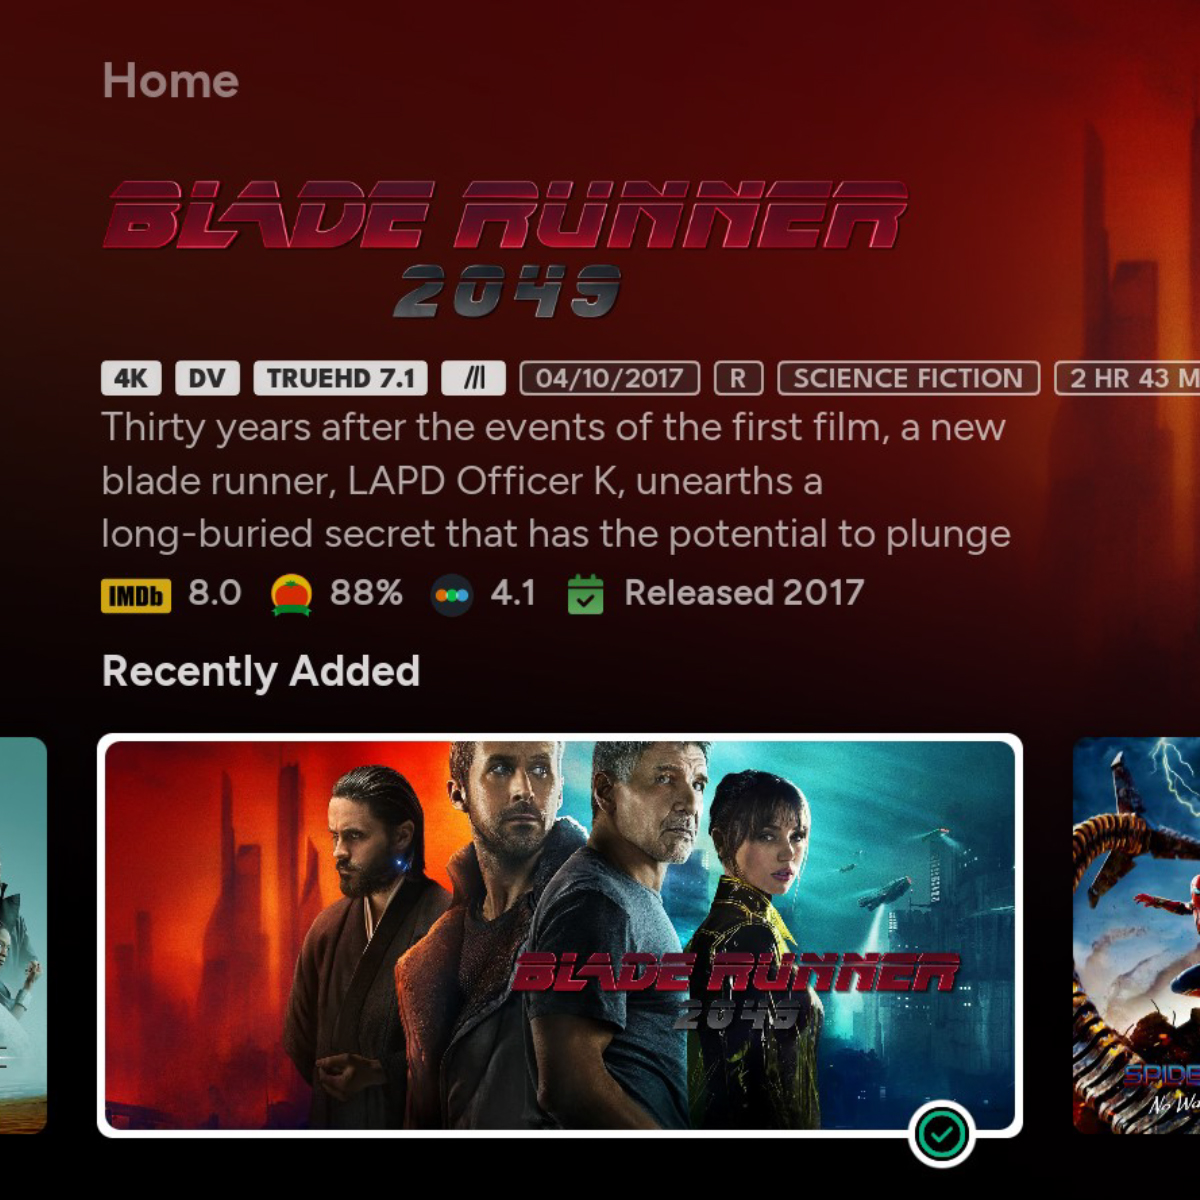 Home
BLADE RUNNER
2049
4K DV TRUEHD 7.1 04/10/2017 R SCIENCE FICTION 2 HR 43 M
Thirty years after the events of the first film, a new
blade runner, LAPD Officer K, unearths a
long-buried secret that has the potential to plunge
IMDb 8.0 88% 4.1 Released 2017
Recently Added
BLADE RUNNER
2049
SPIDE
No Wa